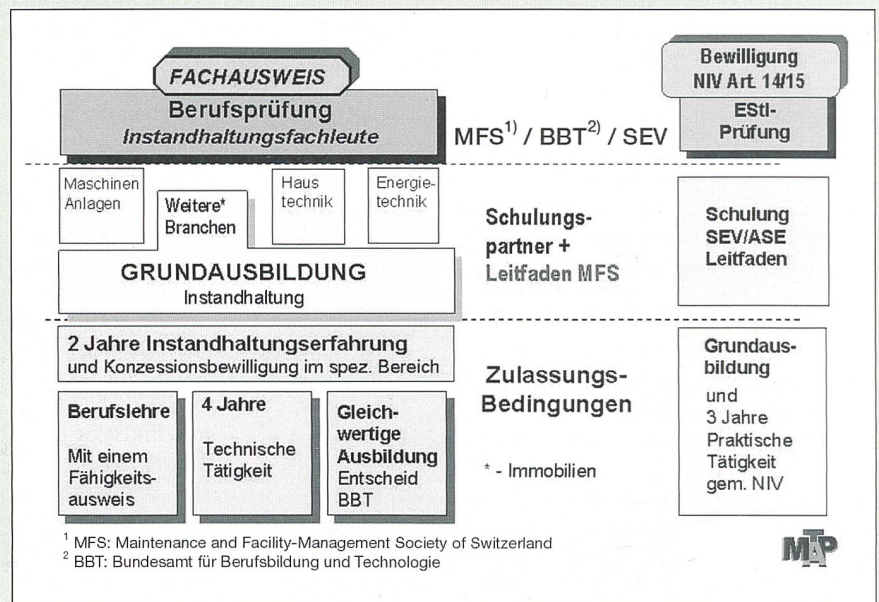 FACHAUSWEIS
Berufsprüfung
Instandhaltungsfachleute
MFS1) / BBT2) / SEV
Bewilligung
NIV Art. 14/15
EStI-
Prüfung
Maschinen
Anlagen
Weitere*
Branchen
Haus
technik
Energie-
technik
GRUNDAUSBILDUNG
Instandhaltung
Schulungs-
partner +
Leitfaden MFS
Schulung
SEV/ASE
Leitfaden
2 Jahre Instandhaltungserfahrung
und Konzessionsbewilligung im spez. Bereich
Berufslehre
Mit einem
Fähigkeits-
ausweis
4 Jahre
Technische
Tätigkeit
Gleich-
wertige
Ausbildung
Entscheid
BBT
Zulassungs-
Bedingungen
* - Immobilien
Grundaus-
bildung
und
3 Jahre
Praktische
Tätigkeit
gem. NIV
1 MFS: Maintenance and Facility-Management Society of Switzerland
2 BBT: Bundesamt für Berufsbildung und Technologie